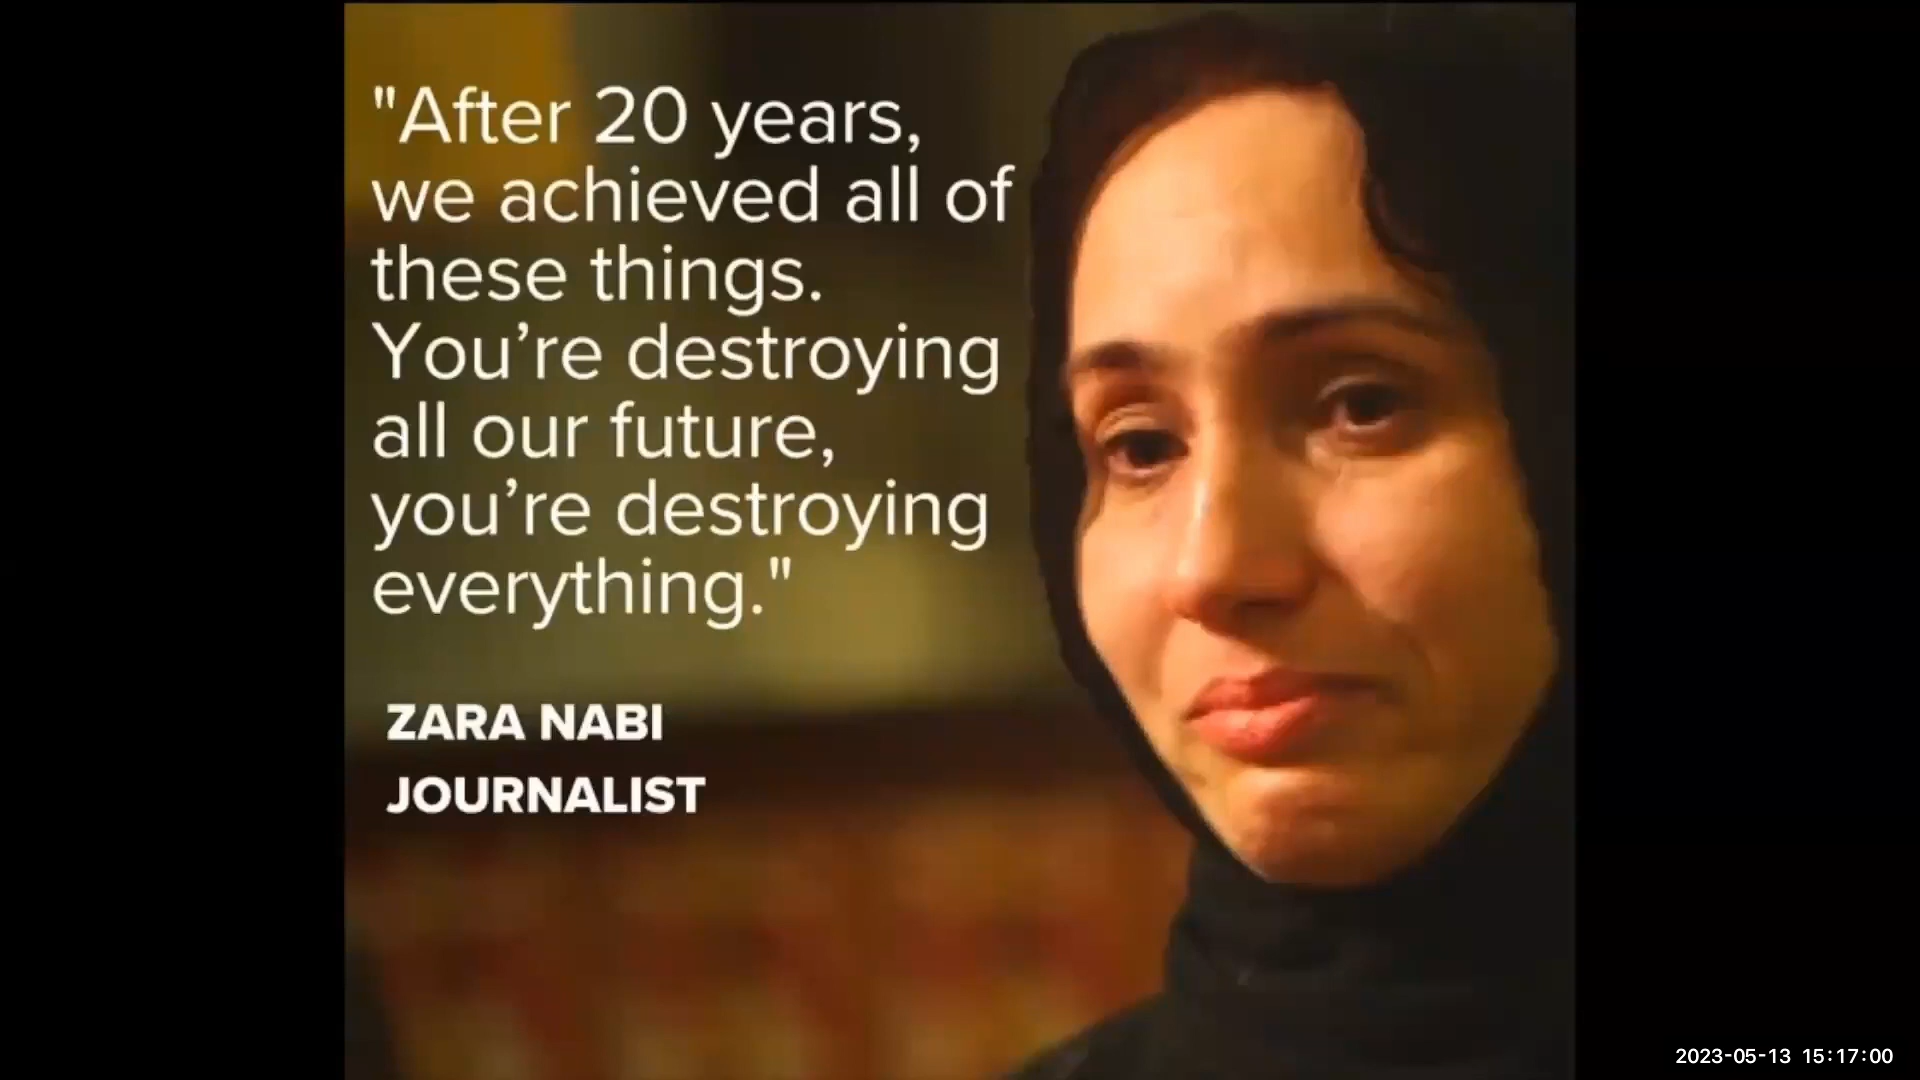 "After 20 years,
we achieved all of
these things.
You’re destroying
all our future,
you’re destroying
everything."
ZARA NABI
JOURNALIST
2023-05-13 15:17:00